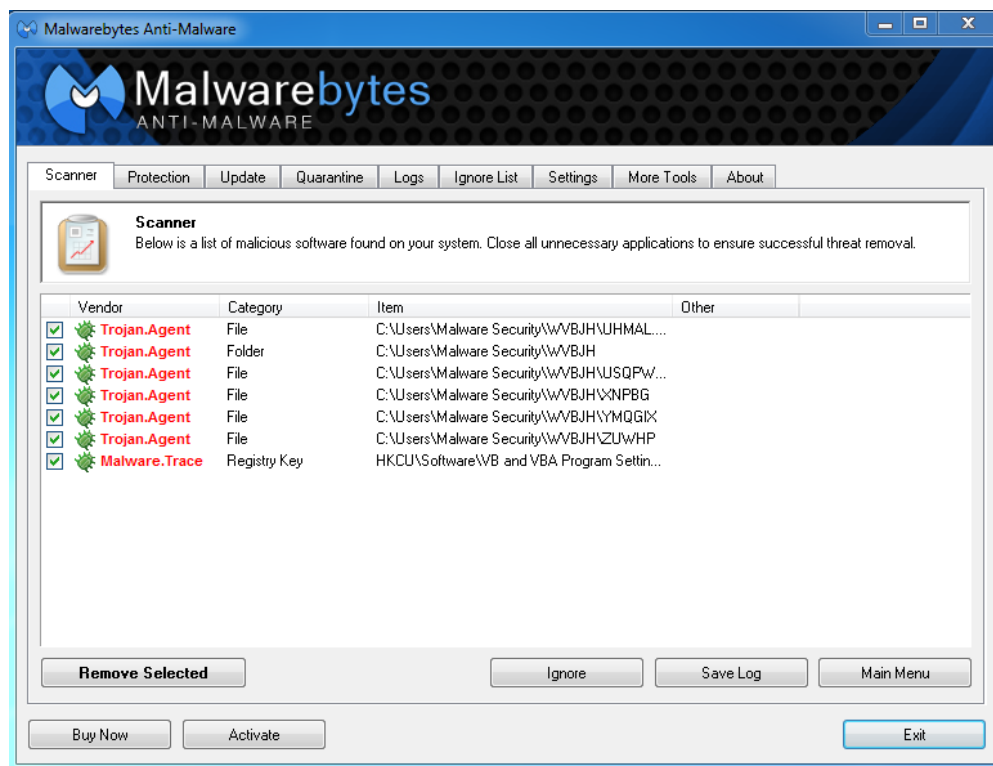 Malwarebytes Anti-Malware
Malwarebytes
ANTI-MALWARE
Scanner Protection Update Quarantine Logs Ignore List Settings More Tools About
Scanner
Below is a list of malicious software found on your system. Close all unnecessary applications to ensure successful threat removal.
Vendor Category Item Other
Trojan.Agent File C:\Users\Malware Security\WVBJH\UHMAL....
Trojan.Agent Folder C:\Users\Malware Security\WVBJH
Trojan.Agent File C:\Users\Malware Security\WVBJH\USQPW...
Trojan.Agent File C:\Users\Malware Security\WVBJH\XNPBG
Trojan.Agent File C:\Users\Malware Security\WVBJH\YMQGIX
Trojan.Agent File C:\Users\Malware Security\WVBJH\ZUWHP
Malware.Trace Registry Key HKCU\Software\VB and VBA Program Settin...
Remove Selected Ignore Save Log Main Menu
Buy Now Activate Exit